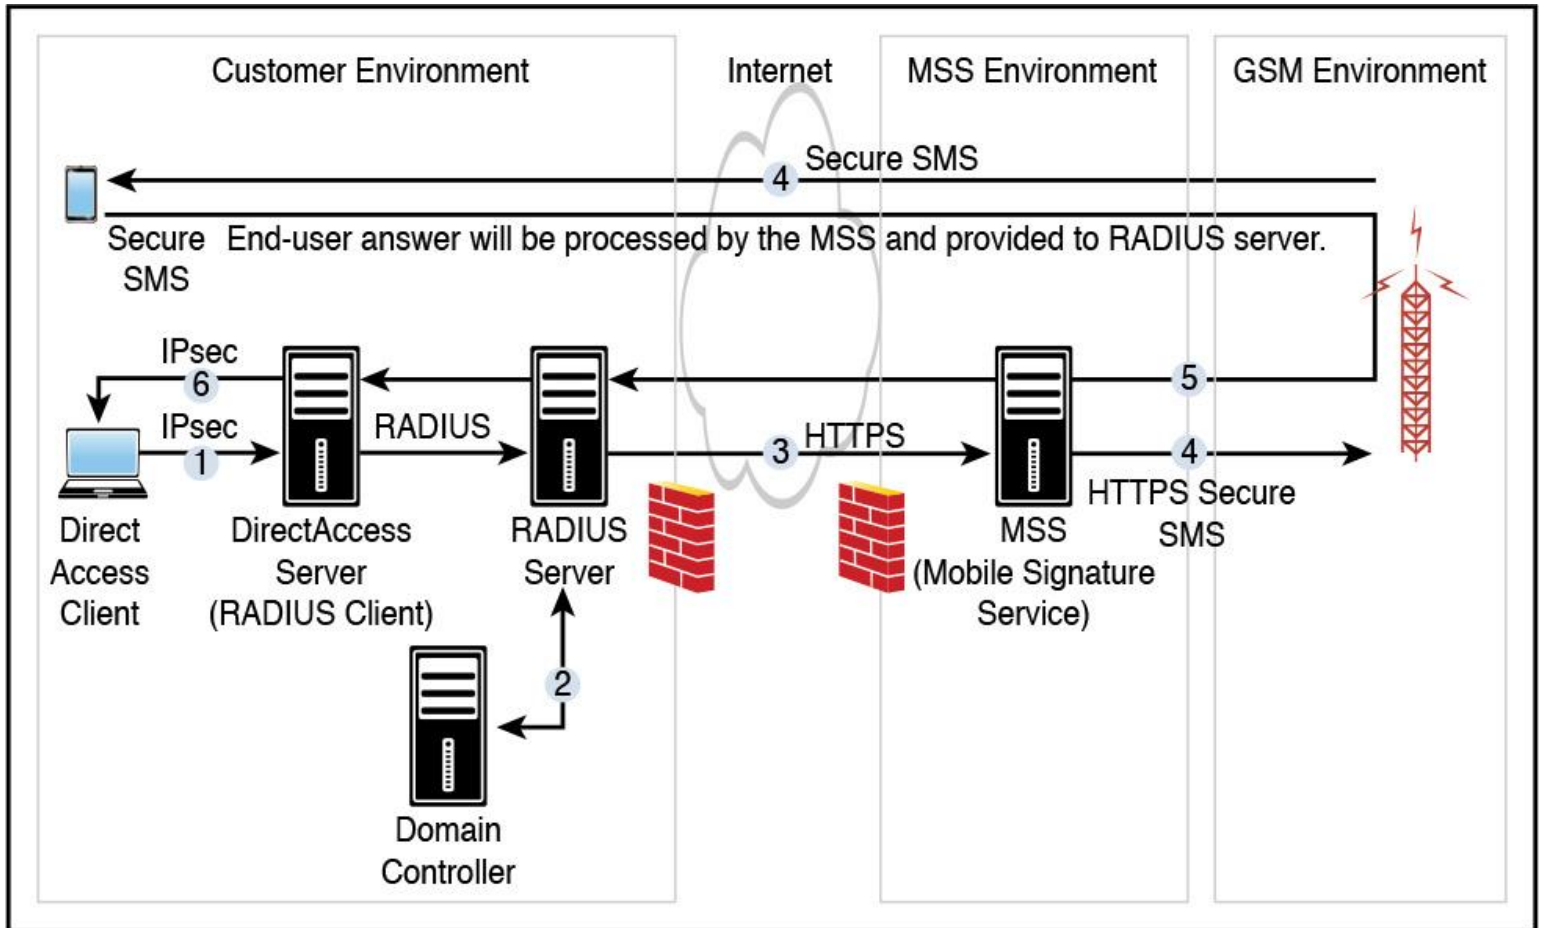 Customer Environment
Internet
MSS Environment
GSM Environment
4
Secure SMS
Secure
SMS
End-user answer will be processed by the MSS and provided to RADIUS server.
IPsec
6
5
IPsec
1
RADIUS
3
HTTPS
4
HTTPS Secure
SMS
Direct
Access
Client
DirectAccess
Server
(RADIUS Client)
RADIUS
Server
MSS
(Mobile Signature
Service)
2
Domain
Controller